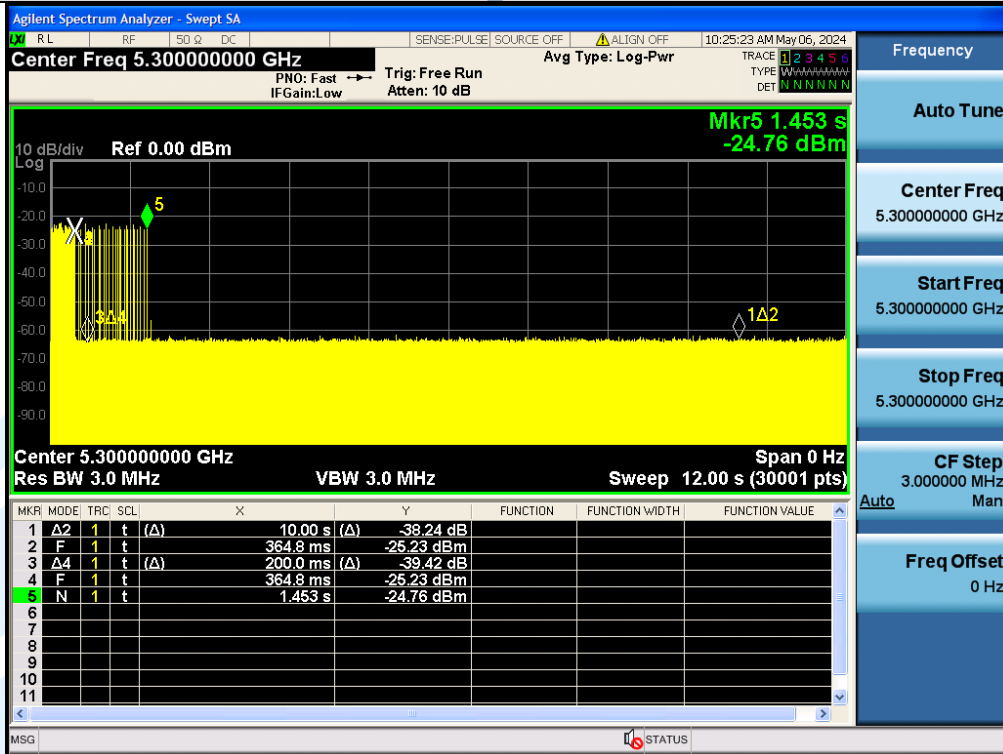 Agilent Spectrum Analyzer - Swept SA
LXI RL RF 50 Ω DC SENSE:PULSE SOURCE OFF ALIGN OFF 10:25:23 AM May 06, 2024
Center Freq 5.300000000 GHz
PNO: Fast
IFGain:Low
Trig: Free Run
Atten: 10 dB
Avg Type: Log-Pwr
TRACE 1 2 3 4 5 6
TYPE WWWWWW
DET N N N N N N
Mkr5 1.453 s
-24.76 dBm
10 dB/div Ref 0.00 dBm
Log
-10.0
-20.0
-30.0
-40.0
-50.0
-60.0
-70.0
-80.0
-90.0
5
3Δ4
1Δ2
Center 5.300000000 GHz Span 0 Hz
Res BW 3.0 MHz VBW 3.0 MHz Sweep 12.00 s (30001 pts)
MKR MODE TRC SCL X Y FUNCTION FUNCTION WIDTH FUNCTION VALUE
1 Δ2 1 t (Δ) 10.00 s (Δ) -38.24 dB
2 F 1 t 364.8 ms -25.23 dBm
3 Δ4 1 t (Δ) 200.0 ms (Δ) -39.42 dB
4 F 1 t 364.8 ms -25.23 dBm
5 N 1 t 1.453 s -24.76 dBm
6
7
8
9
10
11
MSG STATUS
Frequency
Auto Tune
Center Freq
5.300000000 GHz
Start Freq
5.300000000 GHz
Stop Freq
5.300000000 GHz
CF Step
3.000000 MHz
Auto Man
Freq Offset
0 Hz